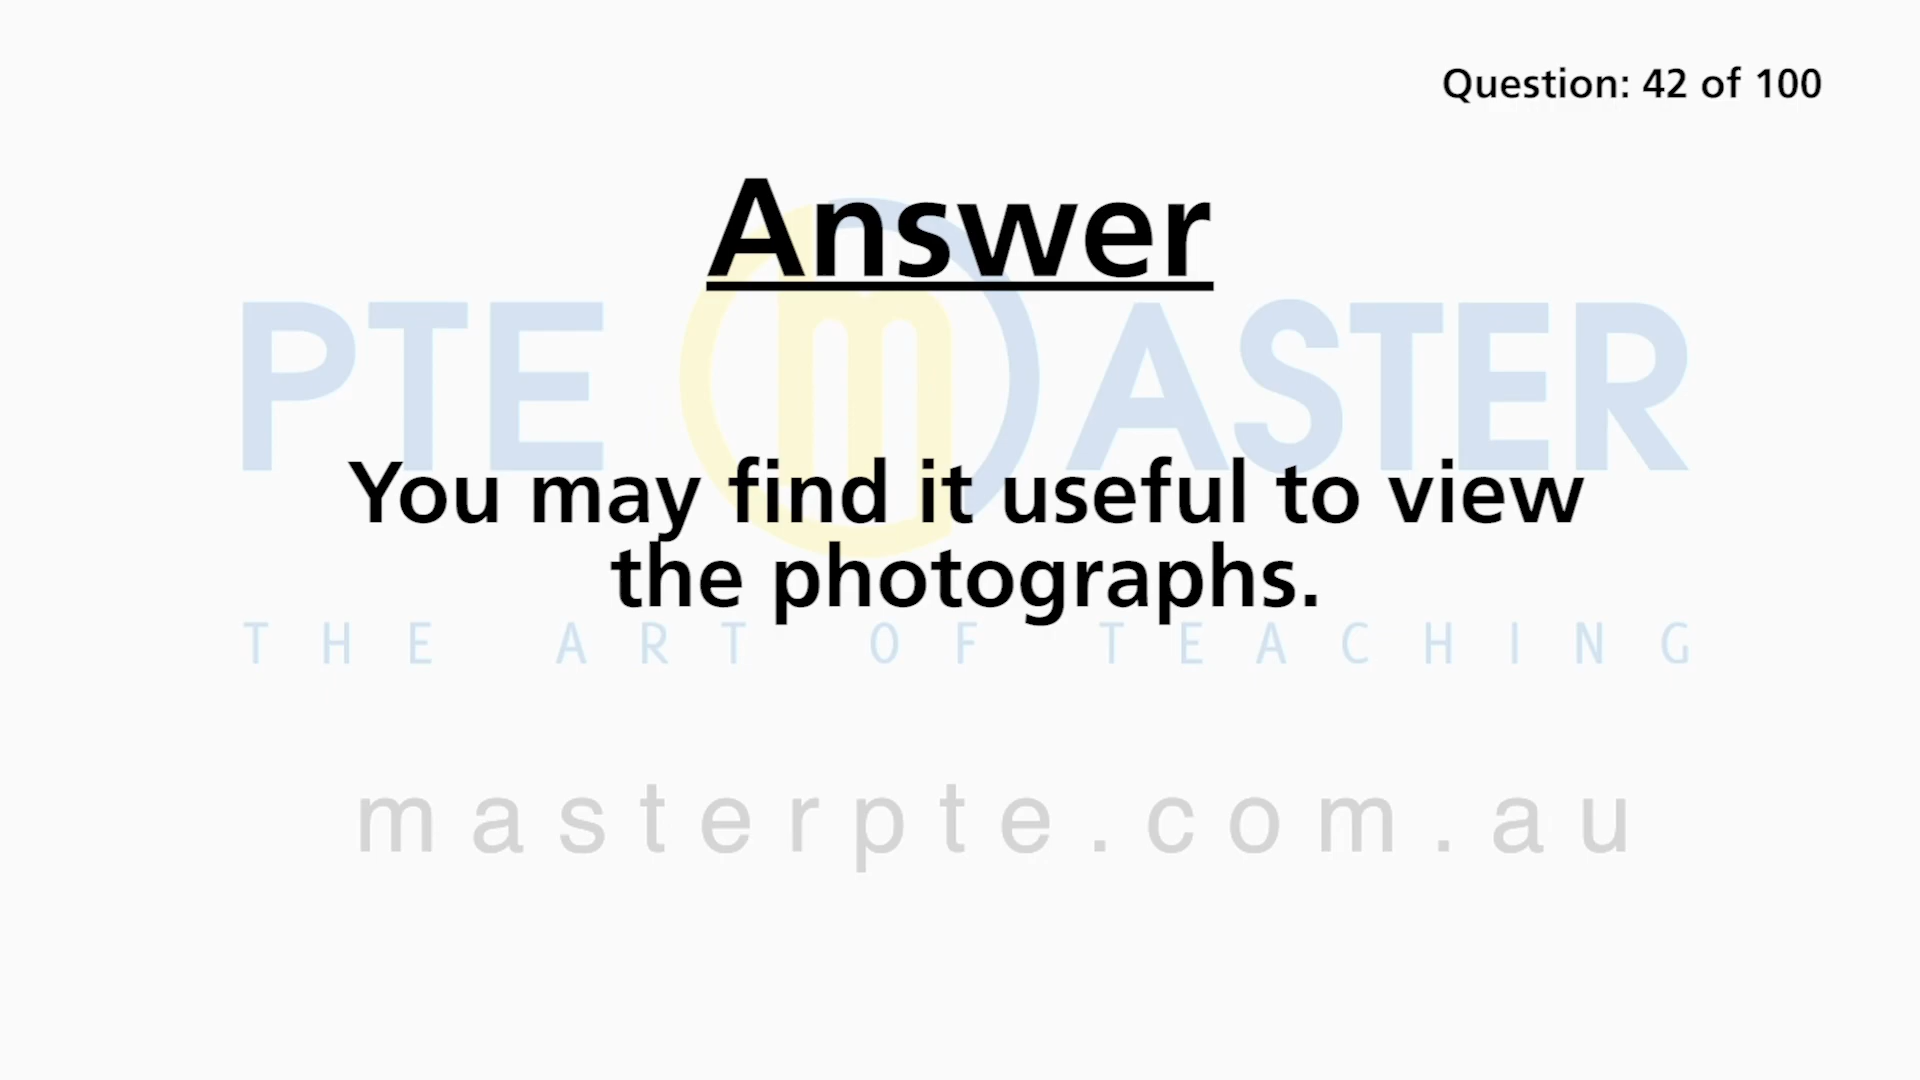 Question: 42 of 100
Answer
PTE m ASTER
You may find it useful to view
the photographs.
THE ART OF TEACHING
masterpte.com.au